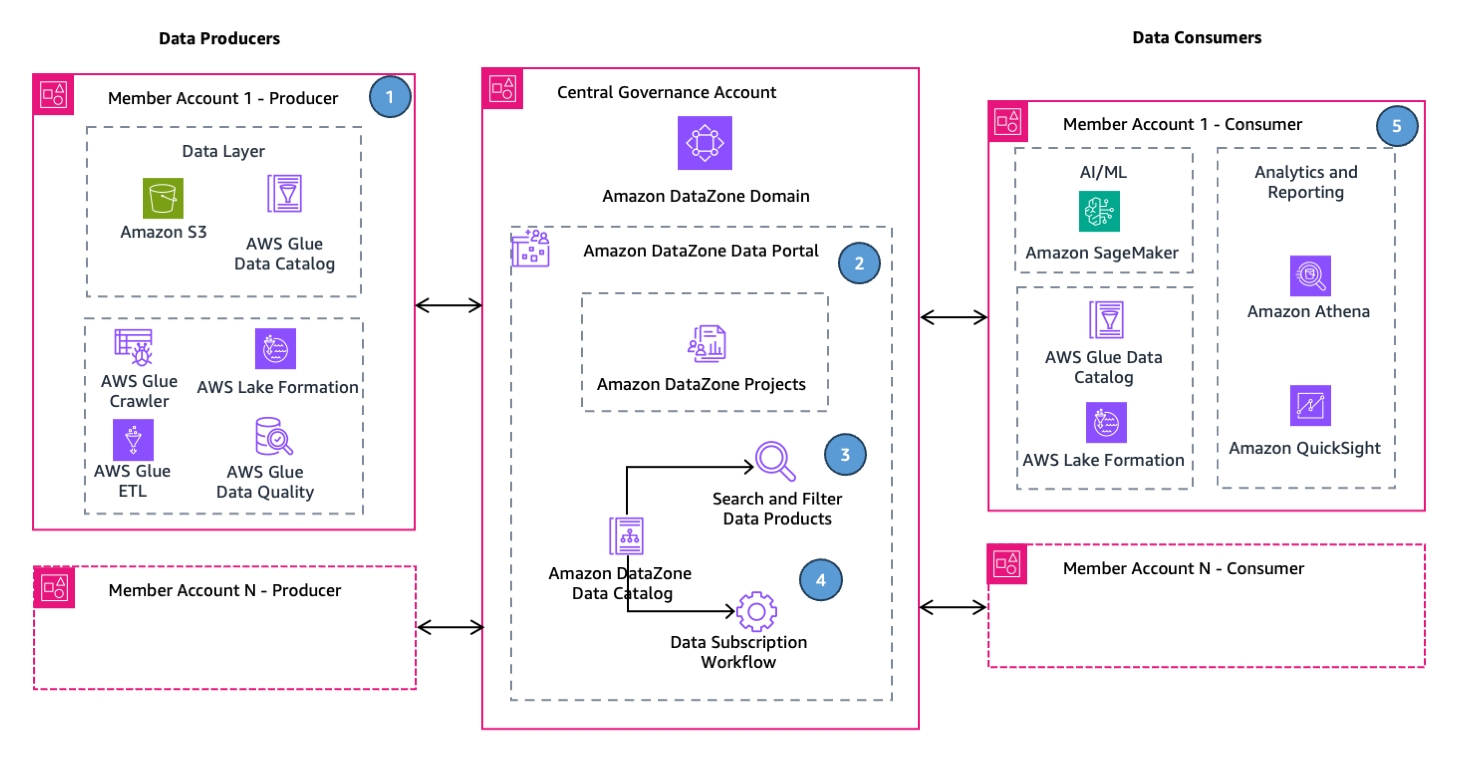 Data Producers
Data Consumers
Member Account 1 - Producer
1
Data Layer
Amazon S3
AWS Glue
Data Catalog
AWS Glue
Crawler
AWS Lake Formation
AWS Glue
ETL
AWS Glue
Data Quality
Member Account N - Producer
Central Governance Account
Amazon DataZone Domain
Amazon DataZone Data Portal
2
Amazon DataZone Projects
3
Search and Filter
Data Products
Amazon DataZone
Data Catalog
4
Data Subscription
Workflow
Member Account 1 - Consumer
5
AI/ML
Amazon SageMaker
AWS Glue Data
Catalog
AWS Lake Formation
Analytics and
Reporting
Amazon Athena
Amazon QuickSight
Member Account N - Consumer